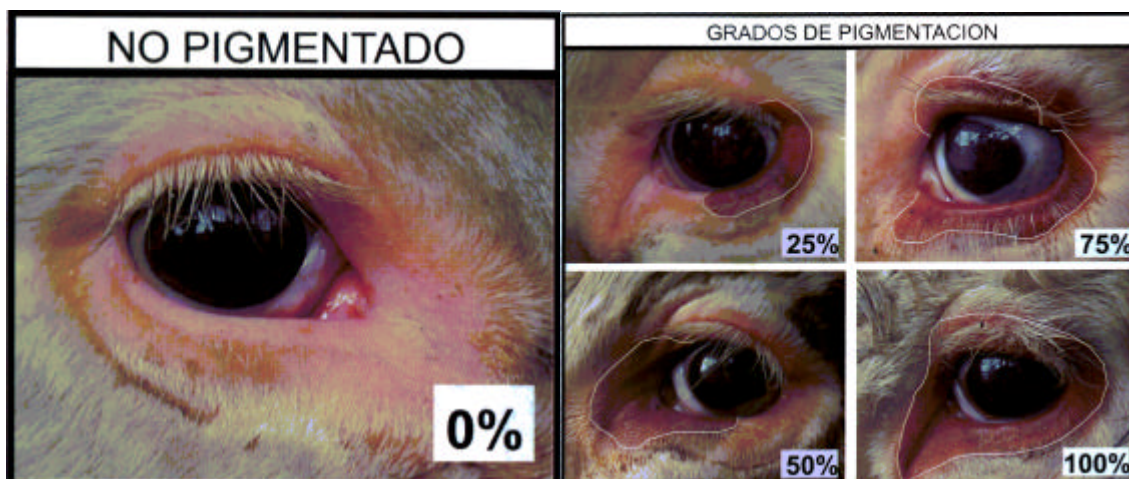 NO PIGMENTADO
0%
GRADOS DE PIGMENTACION
25%
75%
50%
100%